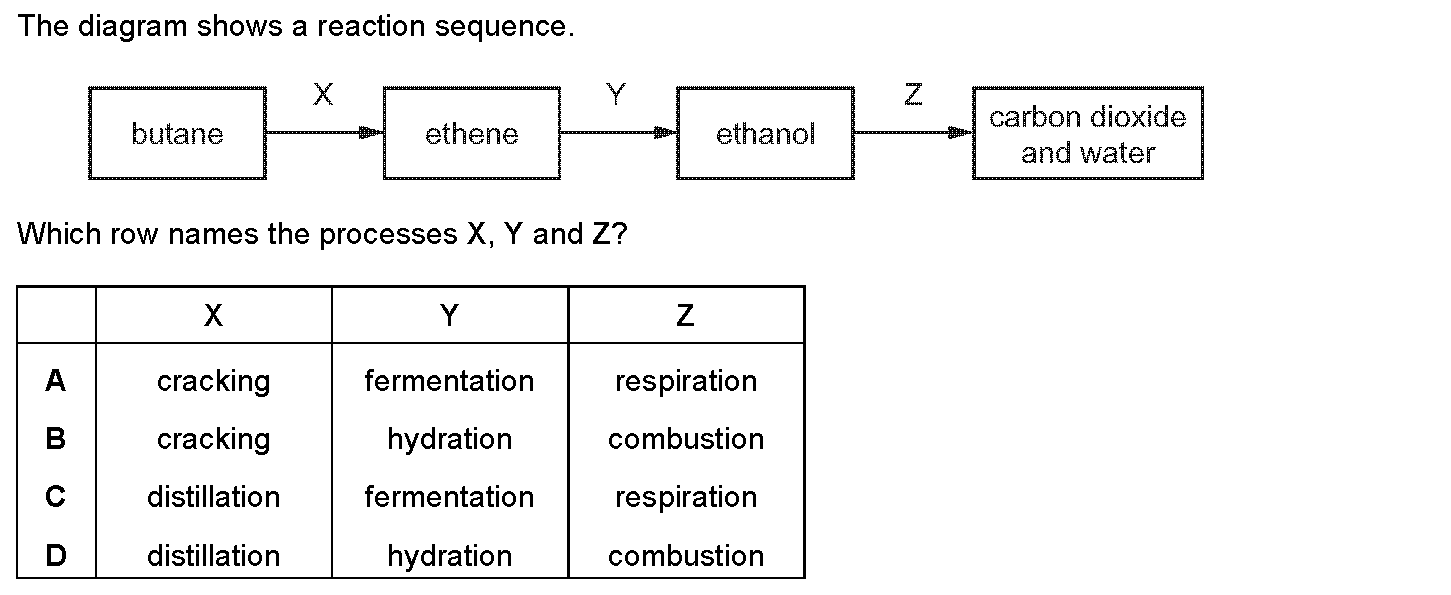 The diagram shows a reaction sequence.
X Y Z
butane ethene ethanol carbon dioxide and water
Which row names the processes X, Y and Z?
X Y Z
A cracking fermentation respiration
B cracking hydration combustion
C distillation fermentation respiration
D distillation hydration combustion